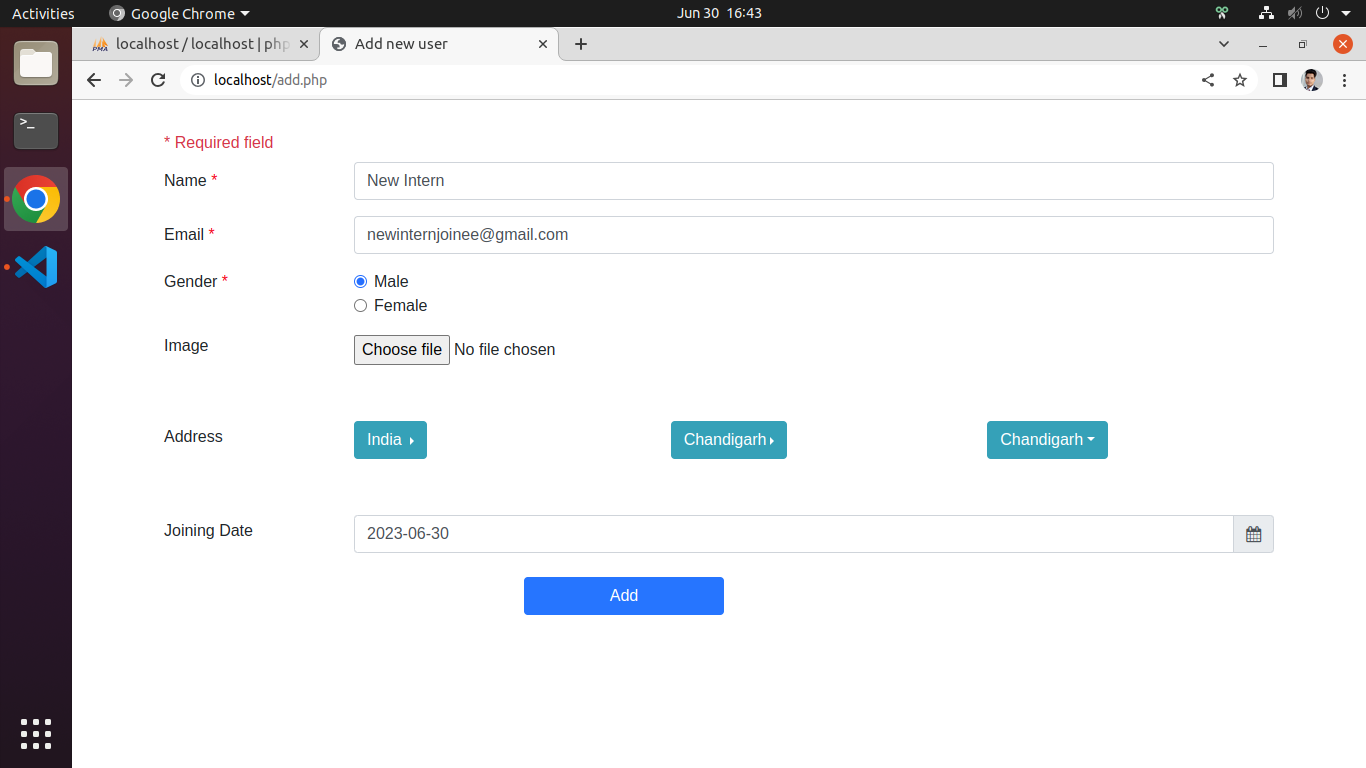 Activities Google Chrome Jun 30 16:43
localhost / localhost | php Add new user
localhost/add.php
* Required field
Name * New Intern
Email * newinternjoinee@gmail.com
Gender * Male
Female
Image Choose file No file chosen
Address India Chandigarh Chandigarh
Joining Date 2023-06-30
Add